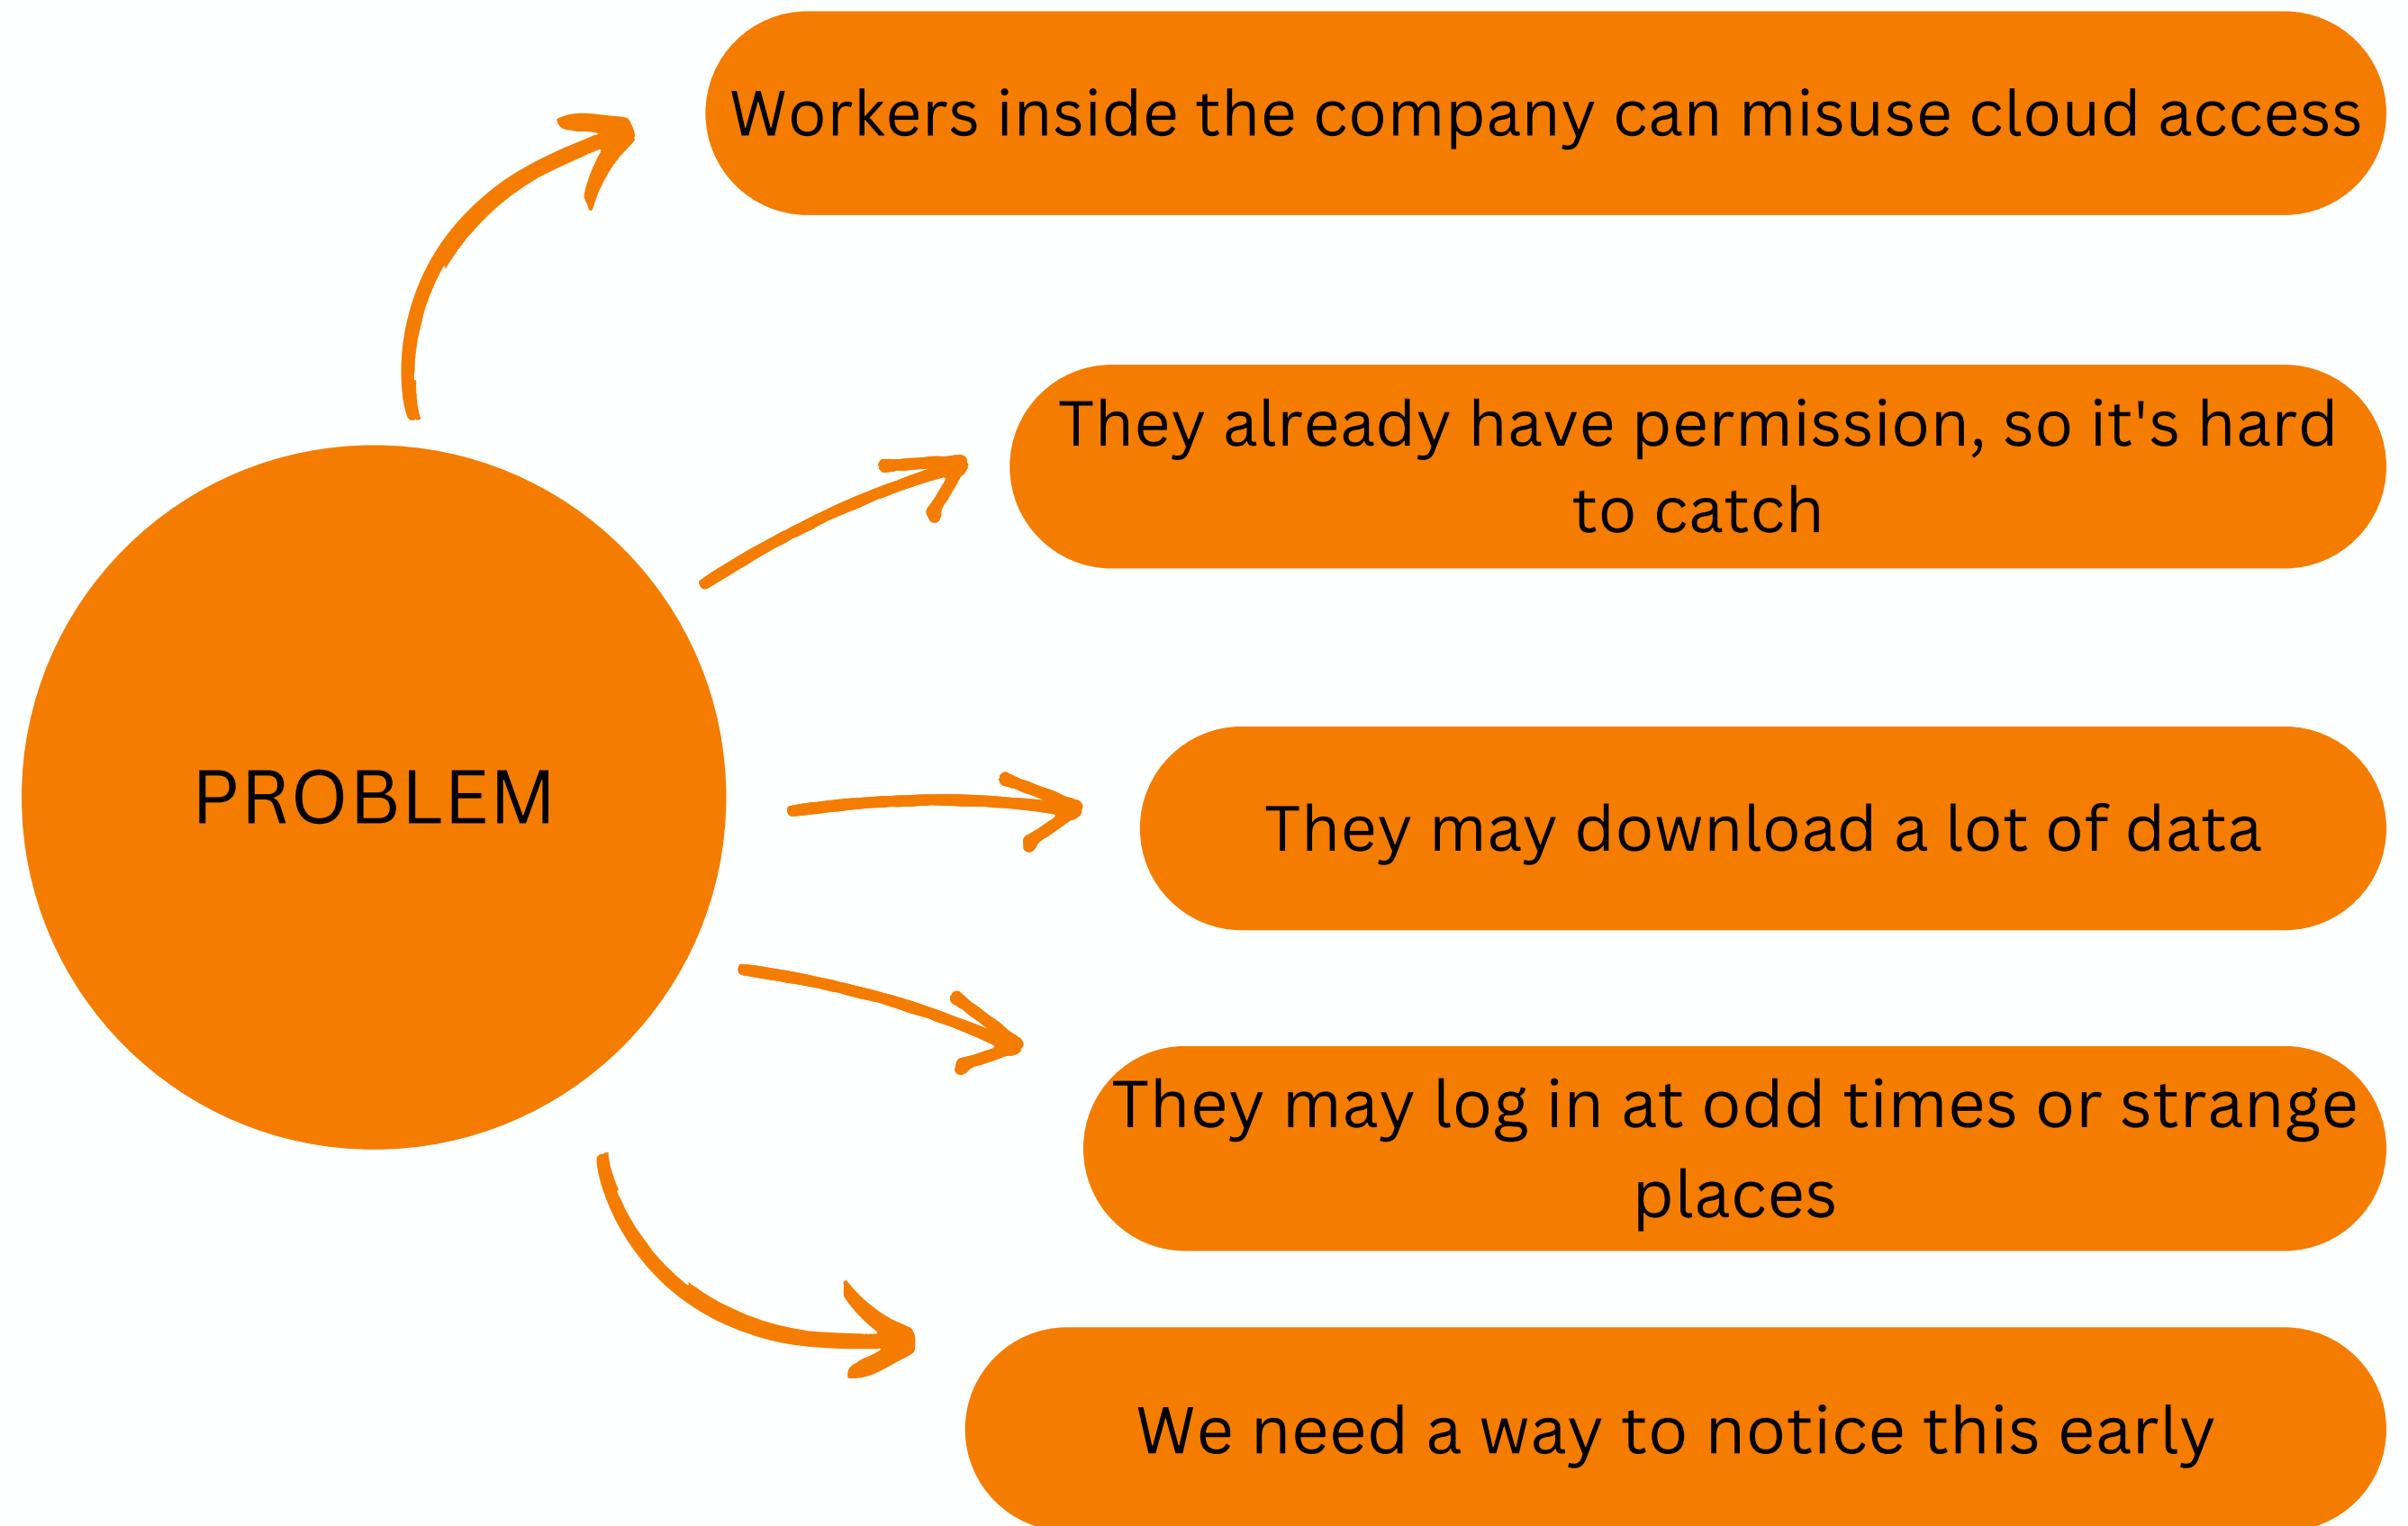 Workers inside the company can misuse cloud access
They already have permission, so it's hard
to catch
PROBLEM
They may download a lot of data
They may log in at odd times or strange
places
We need a way to notice this early